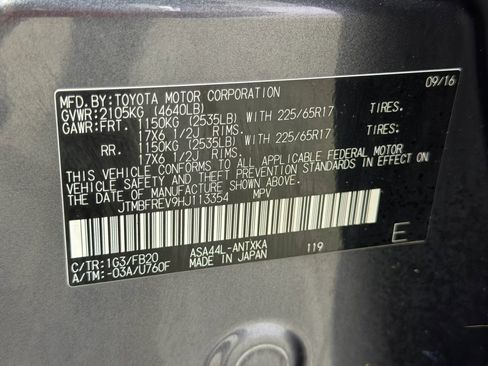 MFD.BY:TOYOTA MOTOR CORPORATION 09/16
GVWR:2105KG (4640LB)
GAWR:FRT. 1150KG (2535LB) WITH 225/65R17 TIRES.
17X6 1/2J RIMS.
RR. 1150KG (2535LB) WITH 225/65R17 TIRES.
17X6 1/2J RIMS.
THIS VEHICLE CONFORMS TO ALL APPLICABLE FEDERAL MOTOR
VEHICLE SAFETY AND THEFT PREVENTION STANDARDS IN EFFECT ON
THE DATE OF MANUFACTURE SHOWN ABOVE.
JTMBFREV9HJ113354 MPV
C/TR:1G3/FB20 ASA44L-ANTXKA 119 E
A/TM:-03A/U760F MADE IN JAPAN